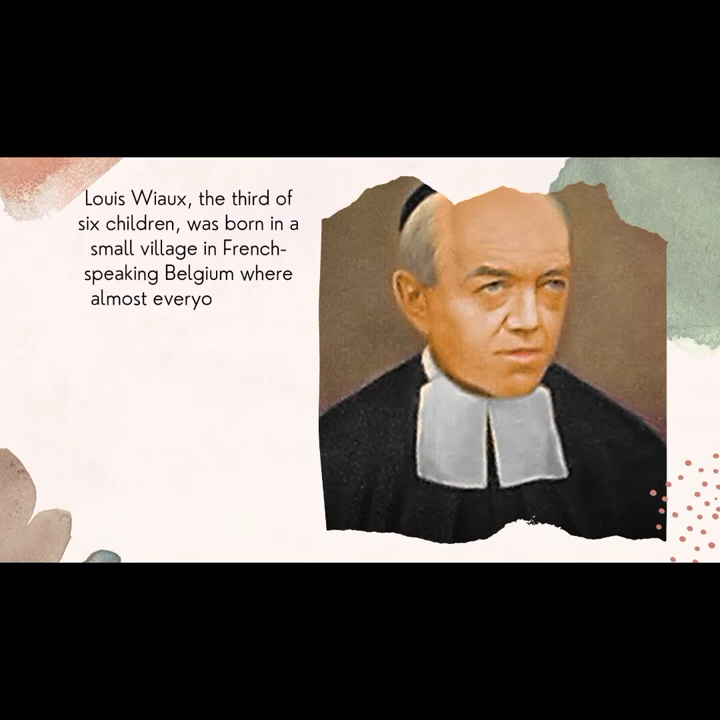 Louis Wiaux, the third of
six children, was born in a
small village in French-
speaking Belgium where
almost everyo